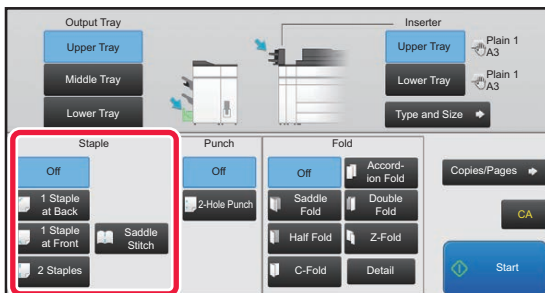 Output Tray
Upper Tray
Middle Tray
Lower Tray
Inserter
Upper Tray
Plain 1
A3
Lower Tray
Plain 1
A3
Type and Size
Staple
Off
1 Staple
at Back
1 Staple
at Front
Saddle
Stitch
2 Staples
Punch
Off
2-Hole Punch
Fold
Off
Accord-
ion Fold
Saddle
Fold
Double
Fold
Half Fold
Z-Fold
C-Fold
Detail
Copies/Pages
CA
Start